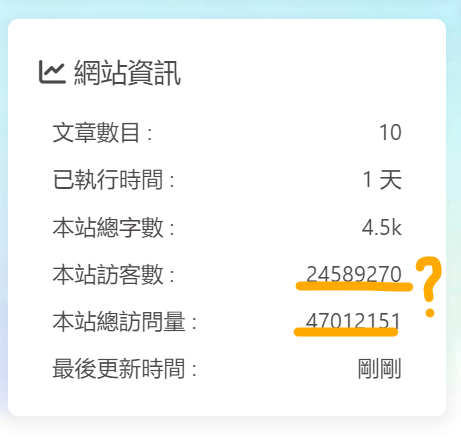 網站資訊
文章數目 : 10
已執行時間 : 1 天
本站總字數 : 4.5k
本站訪客數 : 24589270 ?
本站總訪問量 : 47012151
最後更新時間 : 剛剛